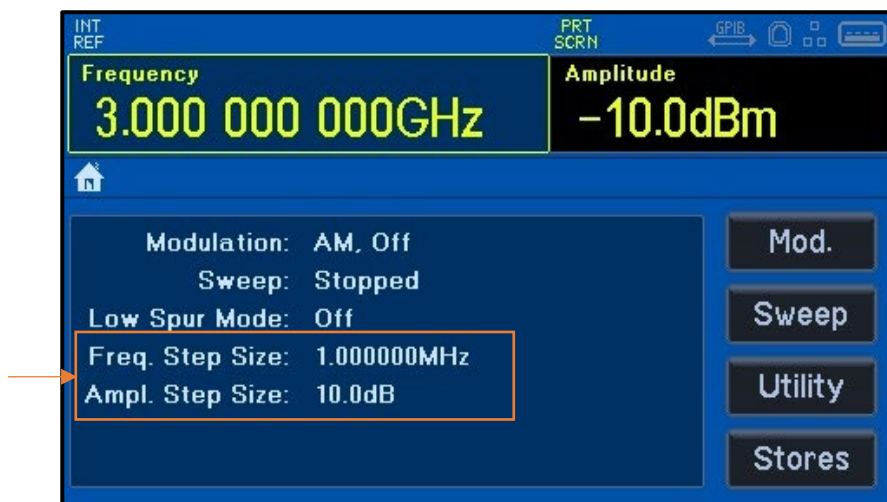 INT
REF
PRT
SCRN
GPIB
Frequency
3.000 000 000GHz
Amplitude
-10.0dBm
Modulation: AM, Off
Sweep: Stopped
Low Spur Mode: Off
Freq. Step Size: 1.000000MHz
Ampl. Step Size: 10.0dB
Mod.
Sweep
Utility
Stores